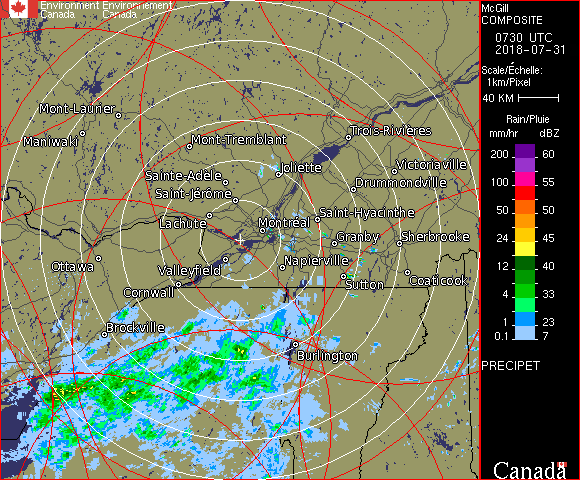 Environment Environnement
Canada Canada
McGill
COMPOSITE
0730 UTC
2018-07-31
Scale/Échelle:
1km/Pixel
40 KM
Rain/Pluie
mm/hr dBZ
200 60
100 55
50 50
24 45
12 40
4 33
1 23
0.1 7
PRECIPET
Canada
Mont-Laurier
Maniwaki
Mont-Tremblant
Trois-Rivières
Sainte-Adèle
Joliette
Victoriaville
Saint-Jérôme
Drummondville
Lachute
Montréal
Saint-Hyacinthe
Granby
Sherbrooke
Ottawa
Valleyfield
Napierville
Cornwall
Sutton
Coaticook
Brockville
Burlington